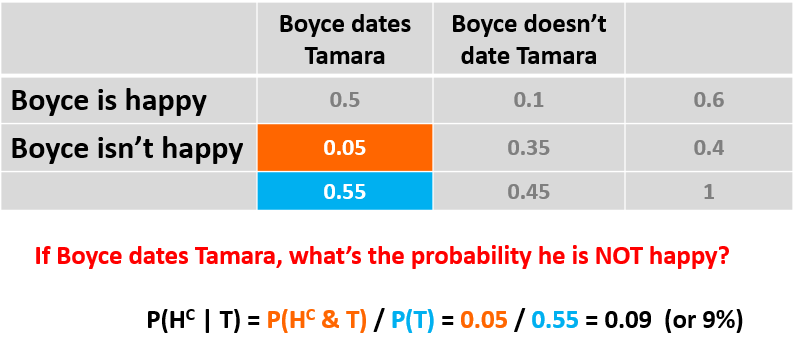 Boyce dates Tamara Boyce doesn’t date Tamara
Boyce is happy 0.5 0.1 0.6
Boyce isn’t happy 0.05 0.35 0.4
0.55 0.45 1
If Boyce dates Tamara, what’s the probability he is NOT happy?
P(Hᶜ | T) = P(Hᶜ & T) / P(T) = 0.05 / 0.55 = 0.09 (or 9%)